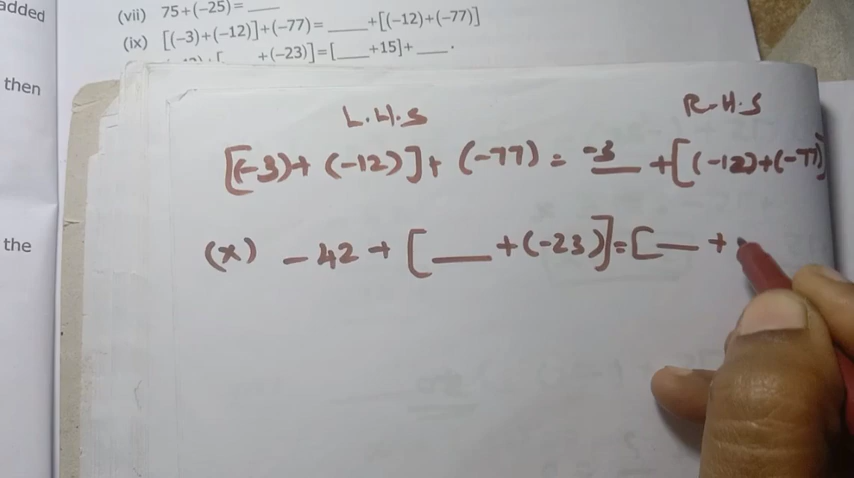 added
then
the
(vii) 75+(-25)=____
(ix) [(-3)+(-12)]+(-77)= ____+[(-12)+(-77)]
+(-23)]=[____+15]+____.
L.H.S R.H.S
[(-3)+(-12)]+(-77)= -3 +[(-12)+(-77)]
(x) -42+[____+(-23)]=[____+